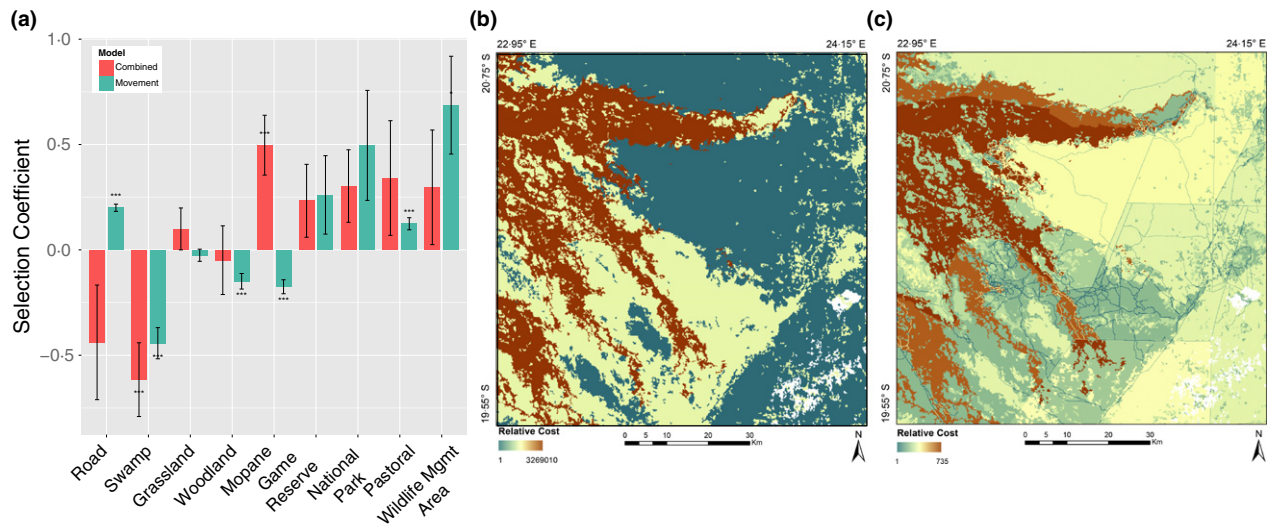 (a)
Selection Coefficient
1·0
0·5
0·0
−0·5
Model
Combined
Movement
***
***
***
***
***
***
***
Road
Swamp
Grassland
Woodland
Mopane
Game
Reserve
National
Park
Pastoral
Wildlife Mgmt
Area
(b)
22·95° E
24·15° E
20·75° S
19·55° S
Relative Cost
1
3269010
0 5 10 20 30
Km
N
(c)
22·95° E
24·15° E
20·75° S
19·55° S
Relative Cost
1
735
0 5 10 20 30
Km
N